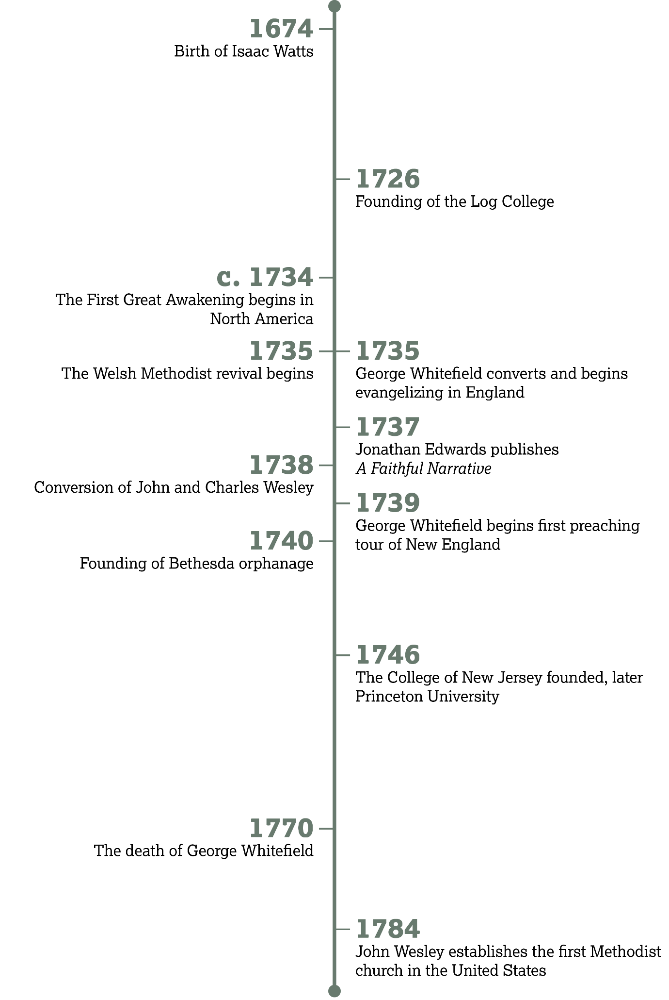 1674
Birth of Isaac Watts
1726
Founding of the Log College
c. 1734
The First Great Awakening begins in
North America
1735
The Welsh Methodist revival begins
1735
George Whitefield converts and begins
evangelizing in England
1737
Jonathan Edwards publishes
A Faithful Narrative
1738
Conversion of John and Charles Wesley
1739
George Whitefield begins first preaching
tour of New England
1740
Founding of Bethesda orphanage
1746
The College of New Jersey founded, later
Princeton University
1770
The death of George Whitefield
1784
John Wesley establishes the first Methodist
church in the United States